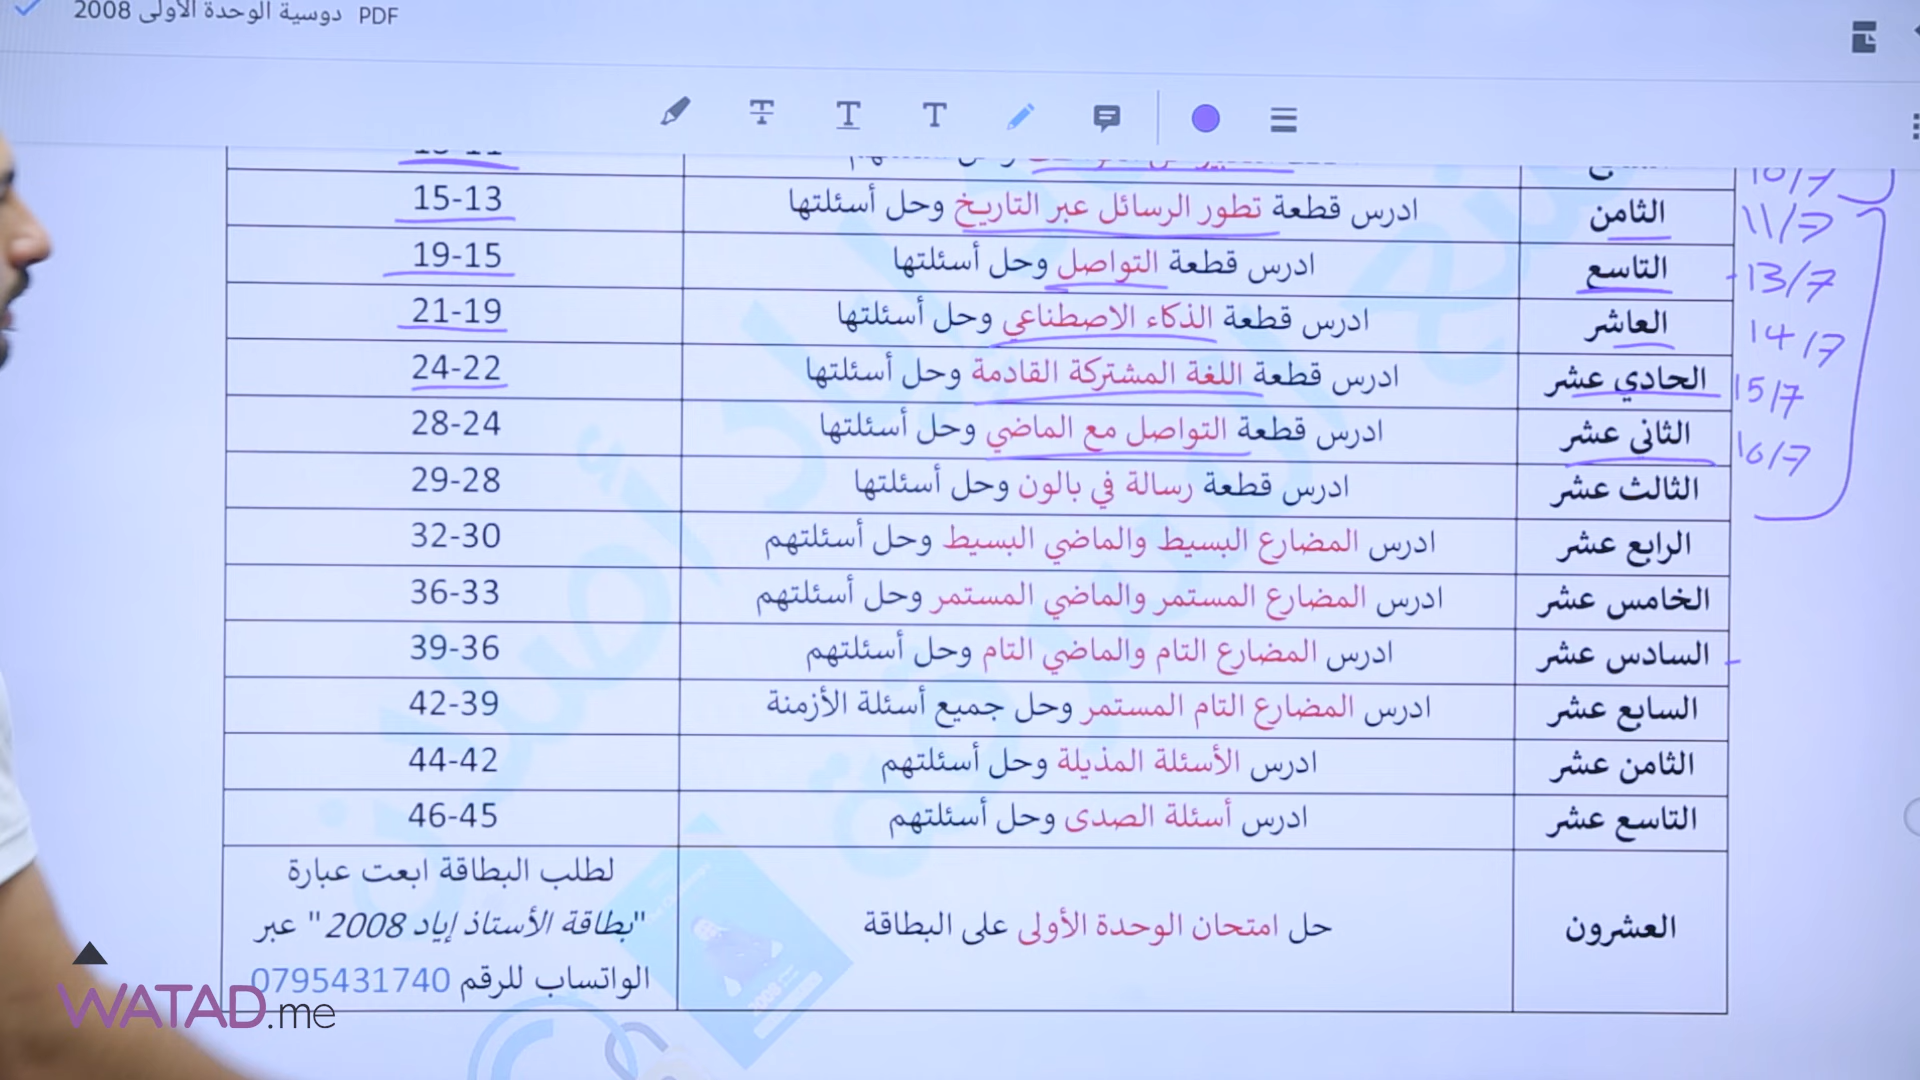 دوسية الوحدة الأولى 2008 PDF
10/7
الثامن ادرس قطعة تطور الرسائل عبر التاريخ وحل أسئلتها 15-13
11/7
التاسع ادرس قطعة التواصل وحل أسئلتها 19-15
13/7
العاشر ادرس قطعة الذكاء الاصطناعي وحل أسئلتها 21-19
14/7
الحادي عشر ادرس قطعة اللغة المشتركة القادمة وحل أسئلتها 24-22
15/7
الثاني عشر ادرس قطعة التواصل مع الماضي وحل أسئلتها 28-24
16/7
الثالث عشر ادرس قطعة رسالة في بالون وحل أسئلتها 29-28
الرابع عشر ادرس المضارع البسيط والماضي البسيط وحل أسئلتهم 32-30
الخامس عشر ادرس المضارع المستمر والماضي المستمر وحل أسئلتهم 36-33
السادس عشر ادرس المضارع التام والماضي التام وحل أسئلتهم 39-36
السابع عشر ادرس المضارع التام المستمر وحل جميع أسئلة الأزمنة 42-39
الثامن عشر ادرس الأسئلة المذيلة وحل أسئلتهم 44-42
التاسع عشر ادرس أسئلة الصدى وحل أسئلتهم 46-45
العشرون حل امتحان الوحدة الأولى على البطاقة
لطلب البطاقة ابعت عبارة
"بطاقة الأستاذ إياد 2008" عبر
الواتساب للرقم 0795431740
WATAD.me